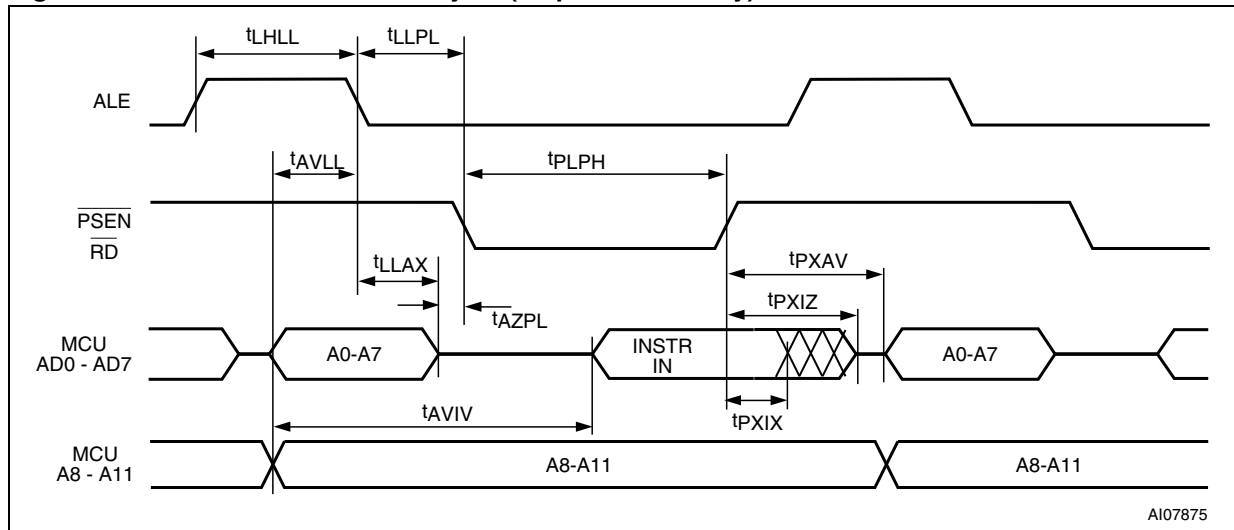 tLHLL
tLLPL
ALE
tAVLL
tPLPH
PSEN
RD
tLLAX
tPXAV
tPXIZ
tAZPL
MCU
AD0 - AD7
A0-A7
INSTR
IN
A0-A7
tAVIV
tPXIX
MCU
A8 - A11
A8-A11
A8-A11
AI07875